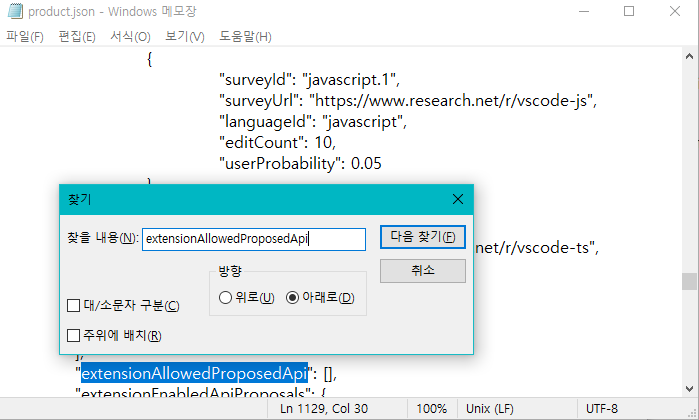 product.json - Windows 메모장
파일(F) 편집(E) 서식(O) 보기(V) 도움말(H)
{
"surveyId": "javascript.1",
"surveyUrl": "https://www.research.net/r/vscode-js",
"languageId": "javascript",
"editCount": 10,
"userProbability": 0.05
찾기
찾을 내용(N): extensionAllowedProposedApi 다음 찾기(F)
net/r/vscode-ts",
취소
방향
위로(U) 아래로(D)
대/소문자 구분(C)
주위에 배치(R)
],
"extensionAllowedProposedApi": [],
"extensionEnabledApiProposals": {
Ln 1129, Col 30 100% Unix (LF) UTF-8